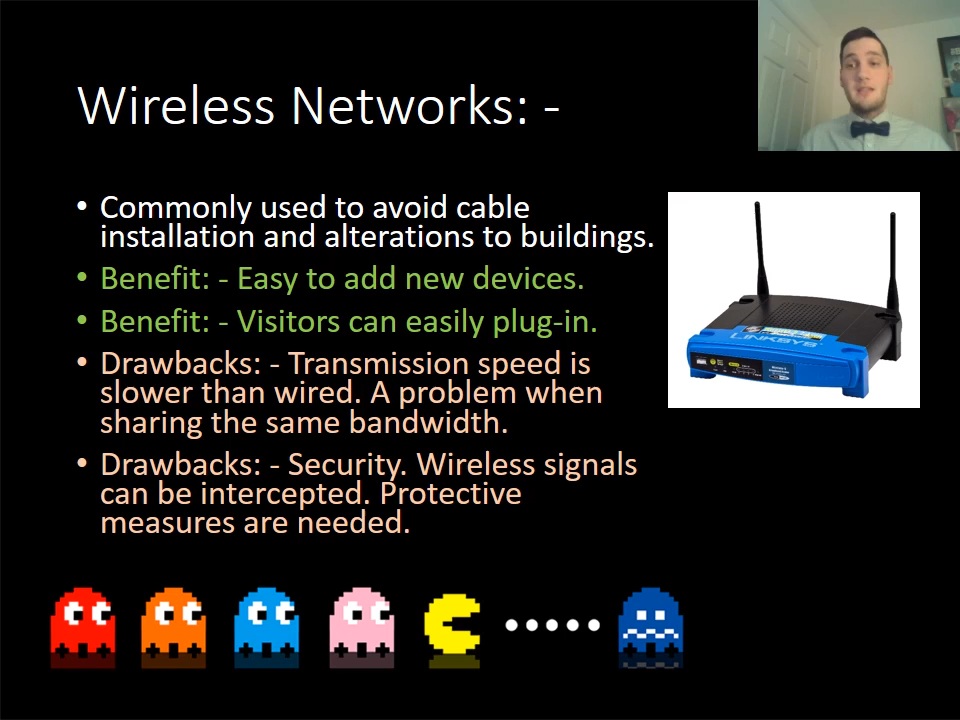 Wireless Networks: -
• Commonly used to avoid cable
installation and alterations to buildings.
• Benefit: - Easy to add new devices.
• Benefit: - Visitors can easily plug-in.
• Drawbacks: - Transmission speed is
slower than wired. A problem when
sharing the same bandwidth.
• Drawbacks: - Security. Wireless signals
can be intercepted. Protective
measures are needed.
LINKSYS